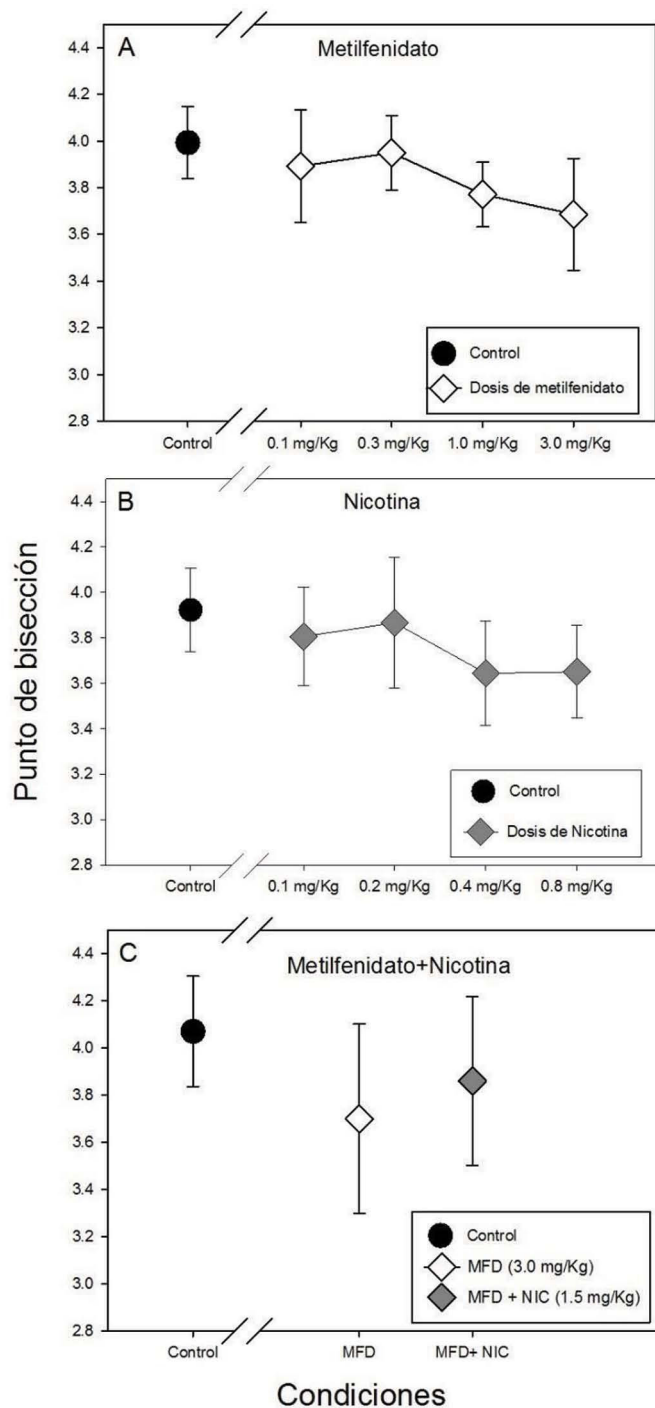 A
Metilfenidato
4.4
4.2
4.0
3.8
3.6
3.4
3.2
3.0
2.8
Control
Dosis de metilfenidato
Control 0.1 mg/Kg 0.3 mg/Kg 1.0 mg/Kg 3.0 mg/Kg
Punto de bisección
B
Nicotina
4.4
4.2
4.0
3.8
3.6
3.4
3.2
3.0
2.8
Control
Dosis de Nicotina
Control 0.1 mg/Kg 0.2 mg/Kg 0.4 mg/Kg 0.8 mg/Kg
C
Metilfenidato+Nicotina
4.4
4.2
4.0
3.8
3.6
3.4
3.2
3.0
2.8
Control
MFD (3.0 mg/Kg)
MFD + NIC (1.5 mg/Kg)
Control MFD MFD+ NIC
Condiciones